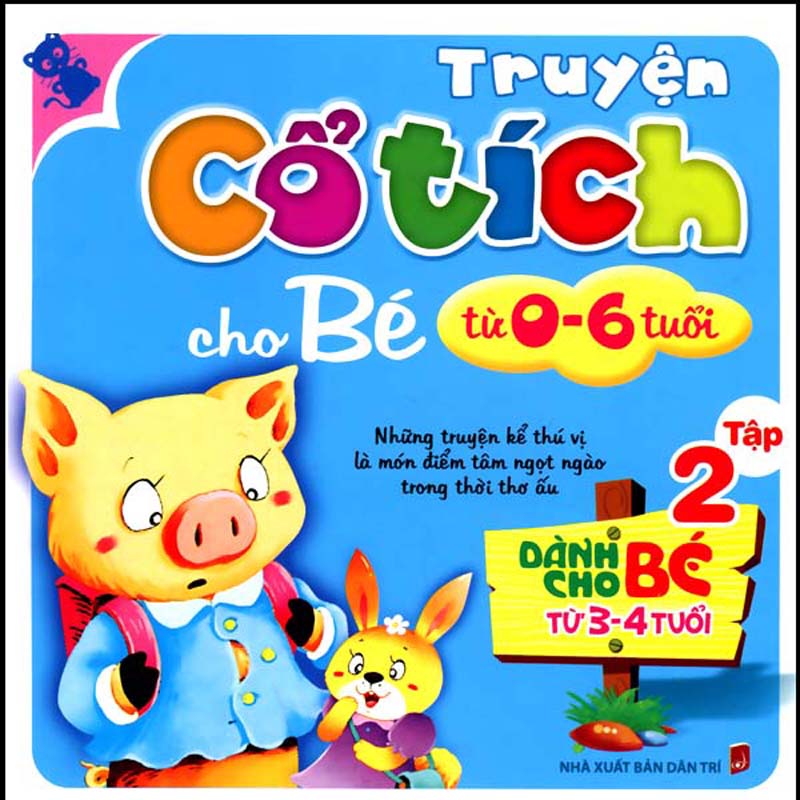 Truyện
Cổ tích
cho Bé
từ 0-6 tuổi
Những truyện kể thú vị
là món điểm tâm ngọt ngào
trong thời thơ ấu
Tập
2
DÀNH CHO BÉ
TỪ 3-4 TUỔI
NHÀ XUẤT BẢN DÂN TRÍ